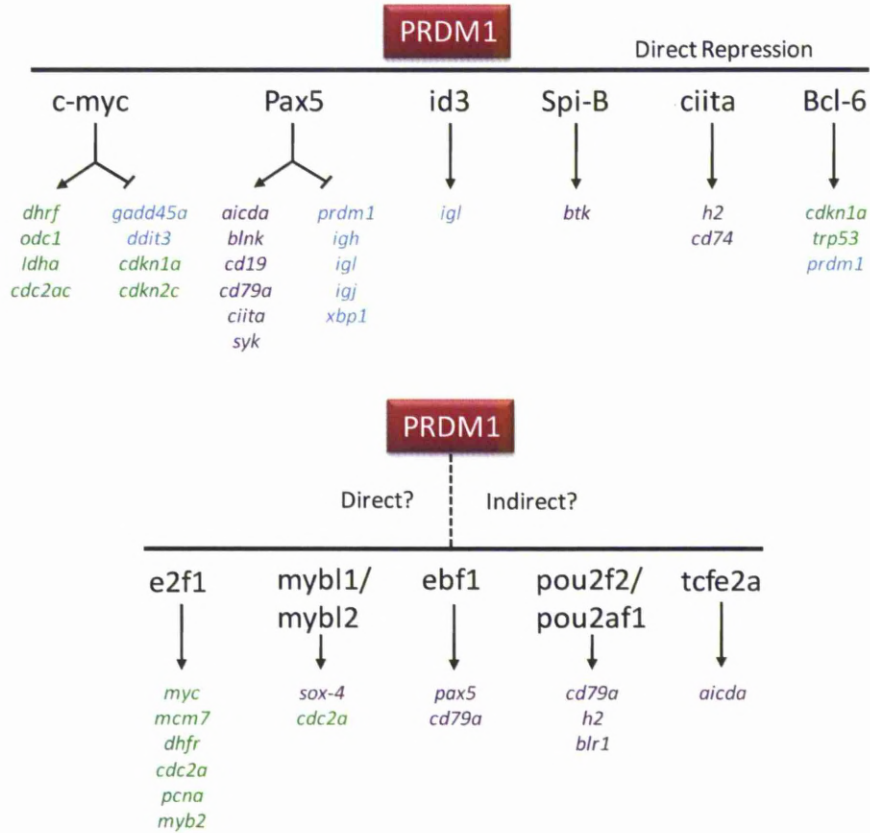 PRDM1
Direct Repression
c-myc Pax5 id3 Spi-B ciita Bcl-6
dhrf gadd45a aicda prdm1 igl btk h2 cdkn1a
odc1 ddit3 blnk igh cd74 trp53
ldha cdkn1a cd19 igl prdm1
cdc2ac cdkn2c cd79a igj
ciita xbp1
syk
PRDM1
Direct? Indirect?
e2f1 mybl1/ ebf1 pou2f2/ tcfe2a
mybl2 pou2af1
myc sox-4 pax5 cd79a aicda
mcm7 cdc2a cd79a h2
dhfr blr1
cdc2a
pcna
myb2